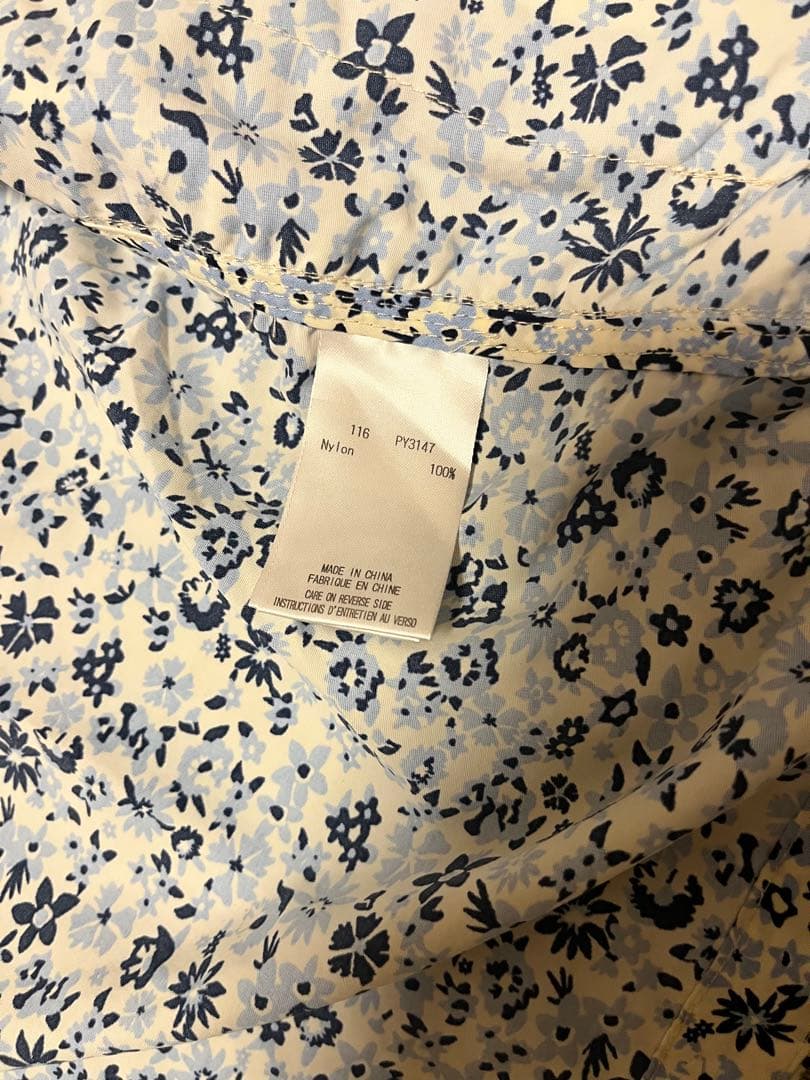 116 PY3147
Nylon 100%
MADE IN CHINA
FABRIQUE EN CHINE
CARE ON REVERSE SIDE
INSTRUCTIONS D'ENTRETIEN AU VERSO